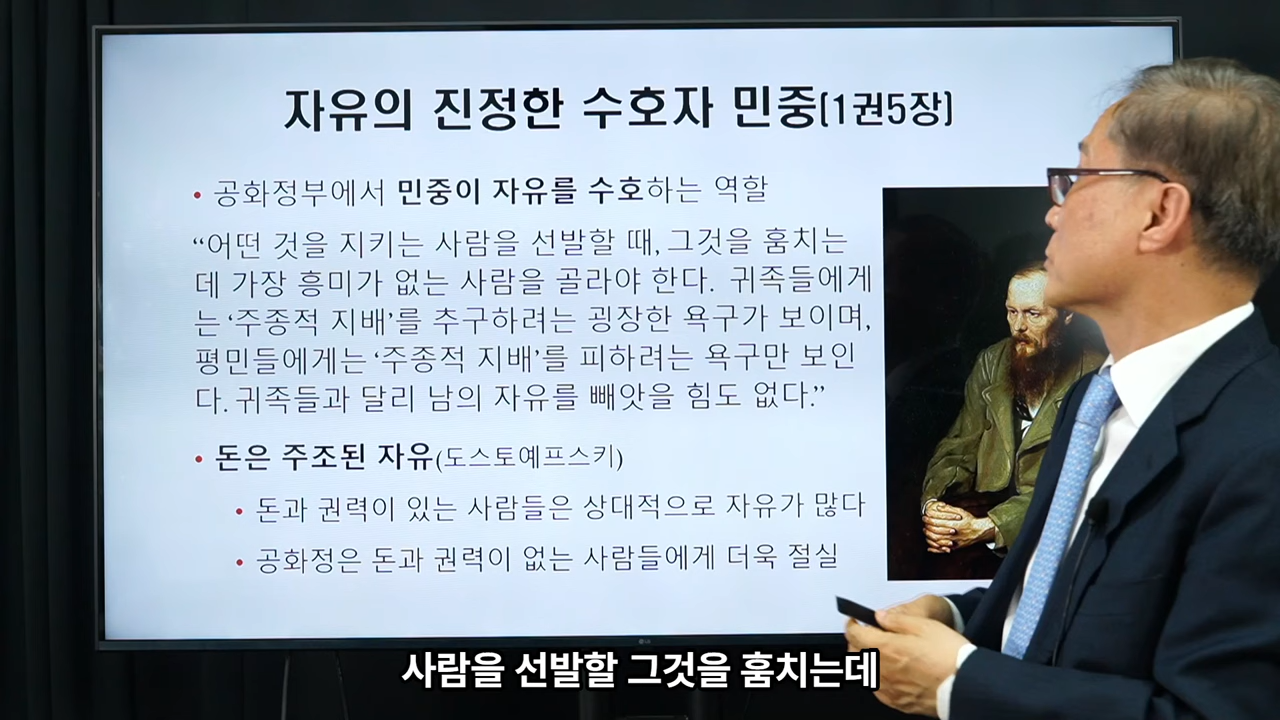 자유의 진정한 수호자 민중(1권5장)
• 공화정부에서 민중이 자유를 수호하는 역할
“어떤 것을 지키는 사람을 선발할 때, 그것을 훔치는
데 가장 흥미가 없는 사람을 골라야 한다. 귀족들에게
는 ‘주종적 지배’를 추구하려는 굉장한 욕구가 보이며,
평민들에게는 ‘주종적 지배’를 피하려는 욕구만 보인
다. 귀족들과 달리 남의 자유를 빼앗을 힘도 없다.”
• 돈은 주조된 자유(도스토예프스키)
• 돈과 권력이 있는 사람들은 상대적으로 자유가 많다
• 공화정은 돈과 권력이 없는 사람들에게 더욱 절실
LG
사람을 선발할 그것을 훔치는데